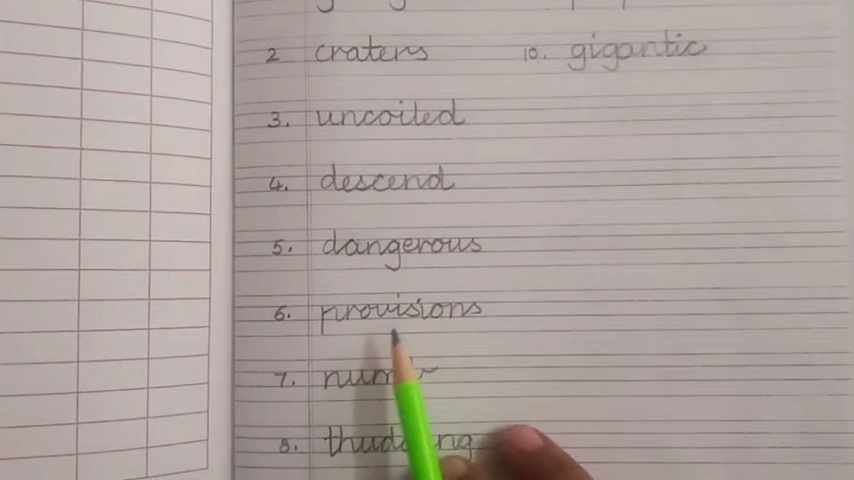 2 craters 10. gigantic
3. uncoiled
4. descend
5. dangerous
6. provisions
7.
8.